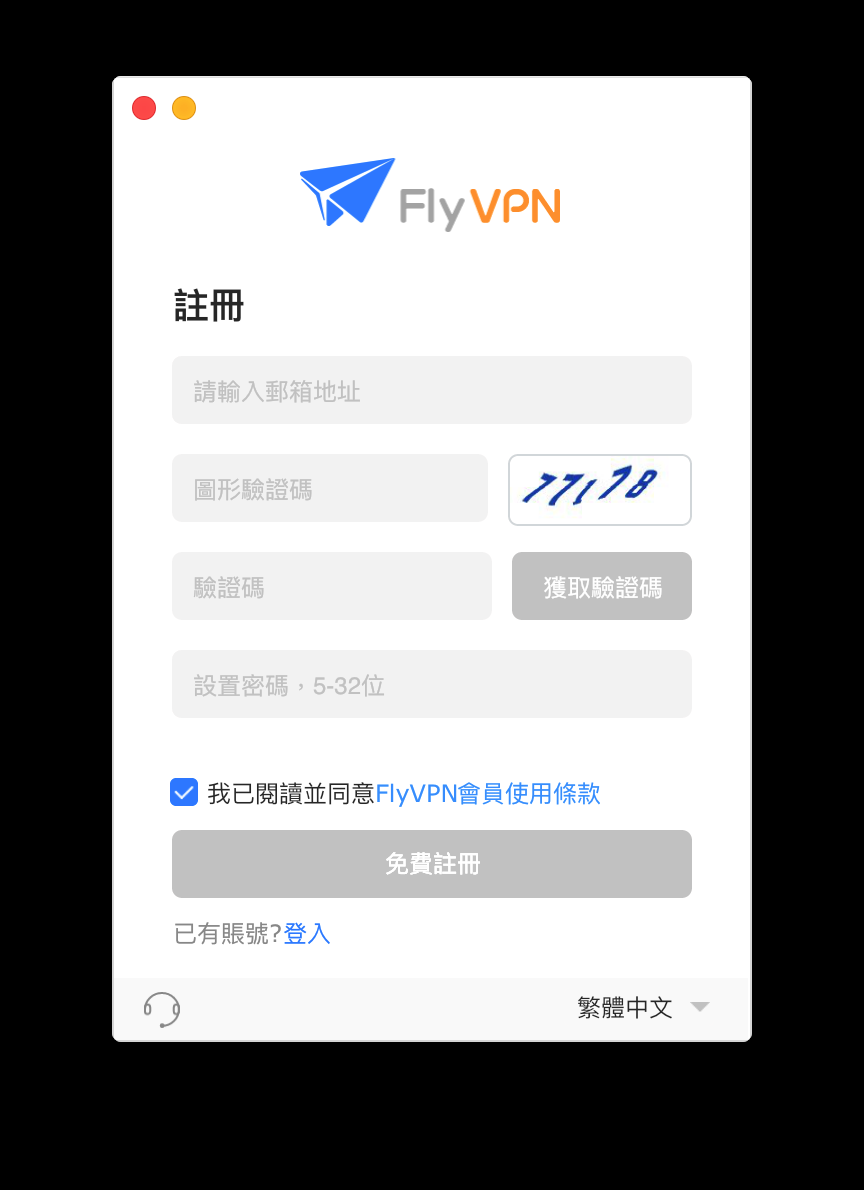 FlyVPN
註冊
請輸入郵箱地址
圖形驗證碼
77178
驗證碼 獲取驗證碼
設置密碼，5-32位
我已閱讀並同意FlyVPN會員使用條款
免費註冊
已有賬號?登入
繁體中文